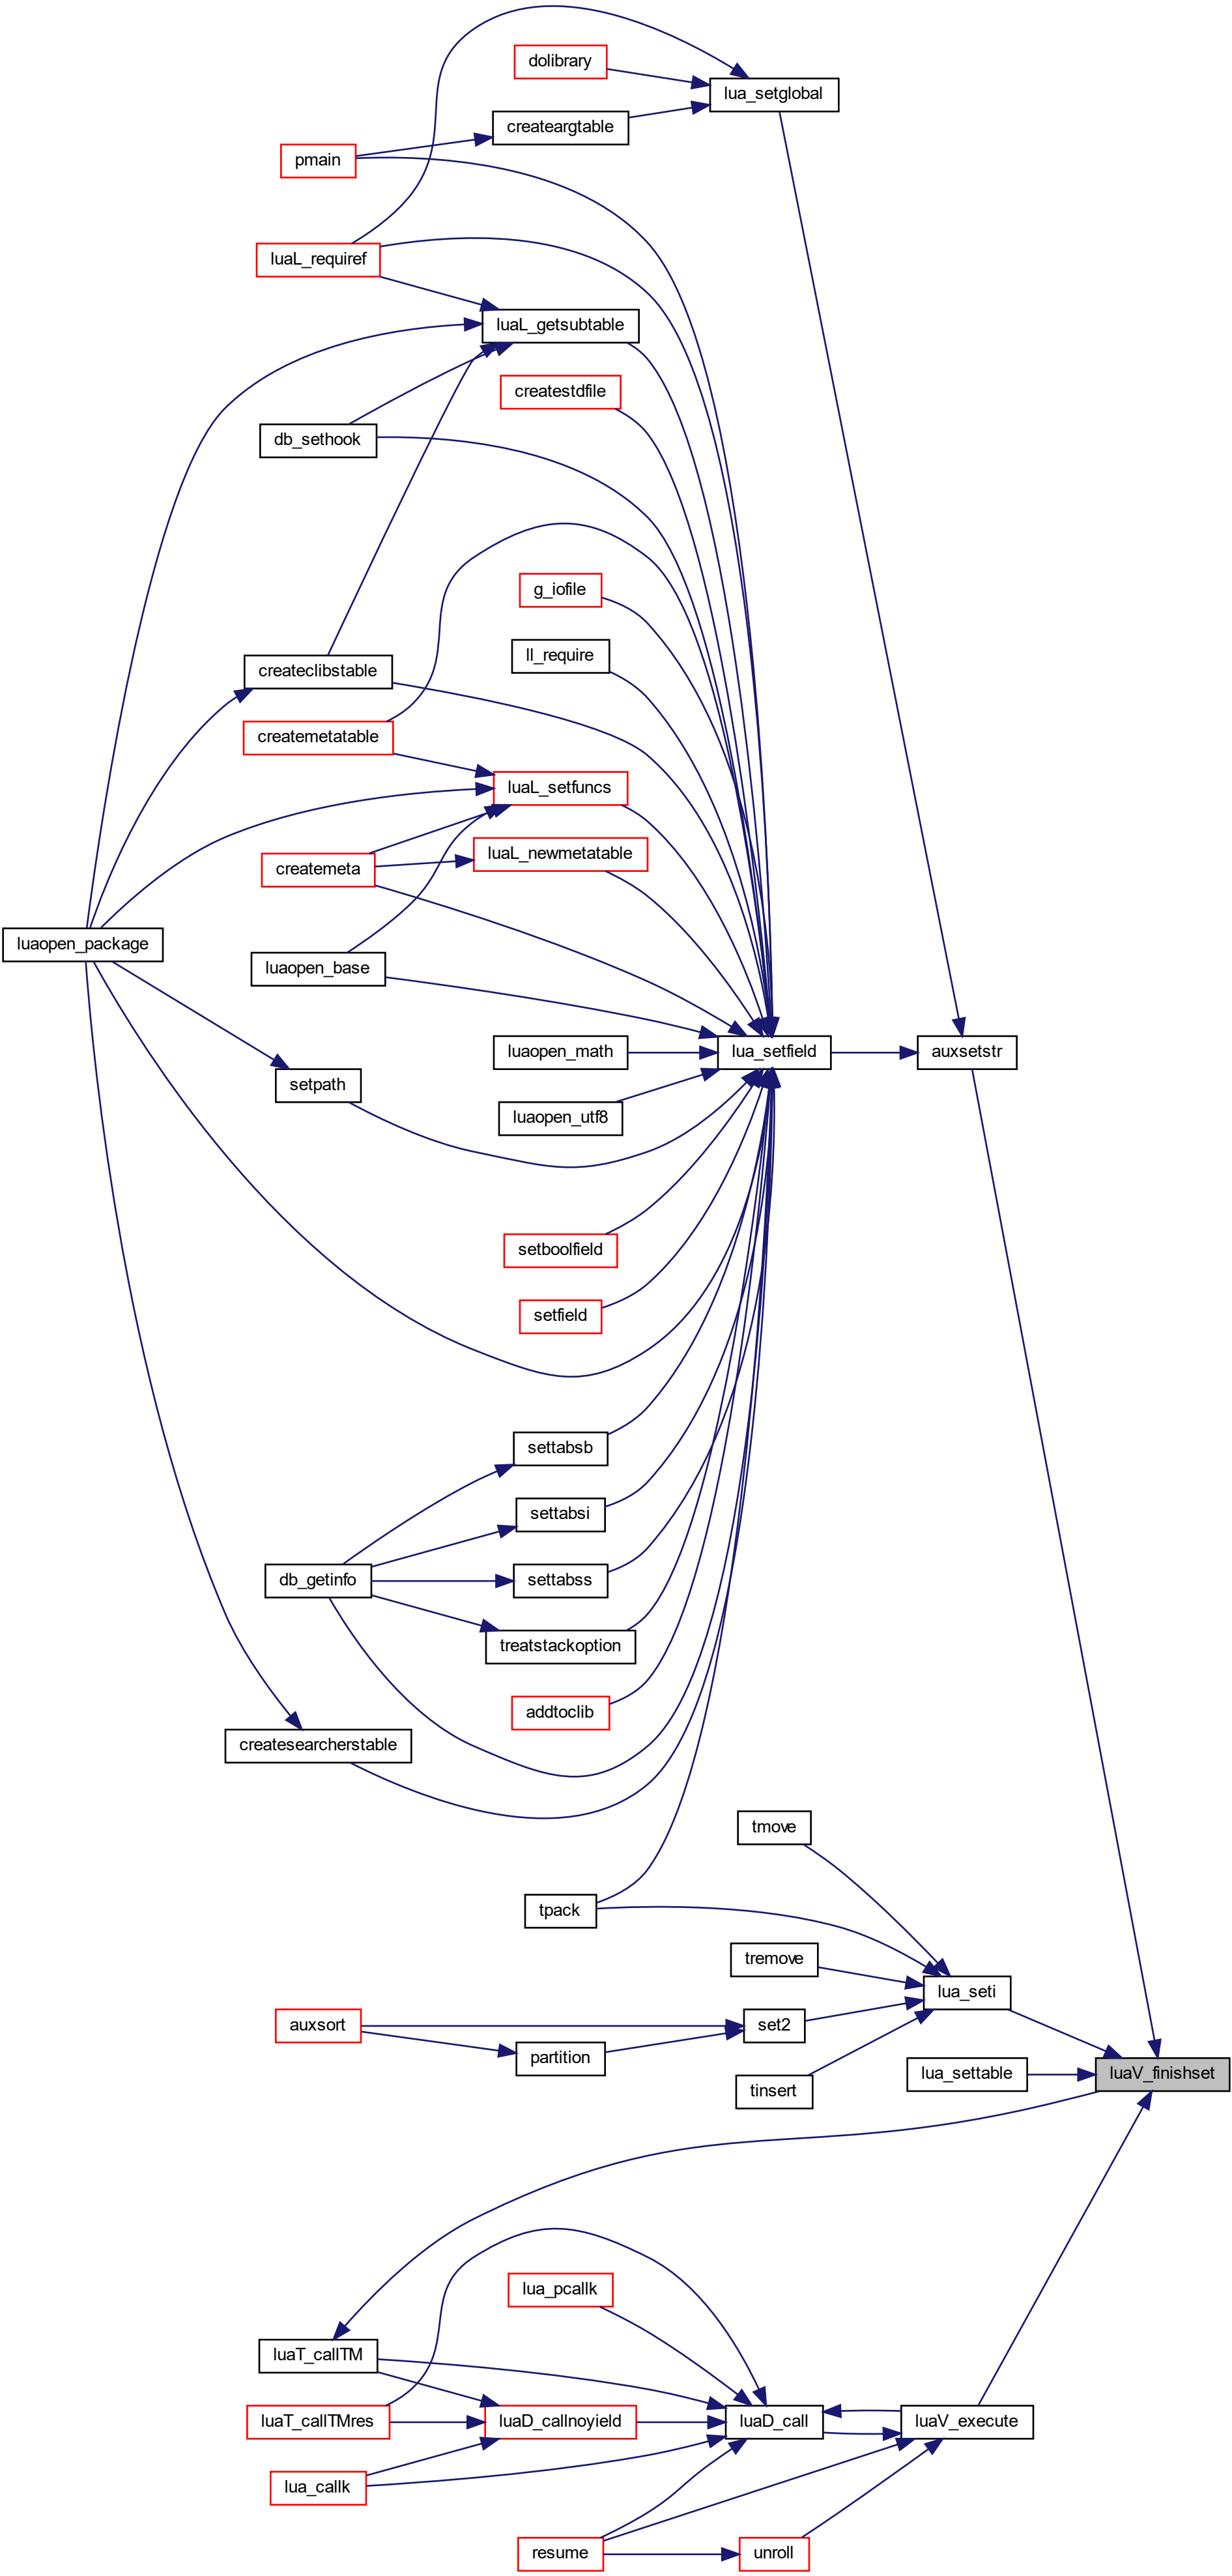 dolibrary
lua_setglobal
createargtable
pmain
luaL_requiref
luaL_getsubtable
createstdfile
db_sethook
g_iofile
ll_require
createclibstable
createmetatable
luaL_setfuncs
luaL_newmetatable
createmeta
luaopen_package
luaopen_base
luaopen_math
lua_setfield
auxsetstr
setpath
luaopen_utf8
setboolfield
setfield
settabsb
settabsi
db_getinfo
settabss
treatstackoption
addtoclib
createsearcherstable
tmove
tpack
tremove
lua_seti
auxsort
set2
partition
lua_settable
luaV_finishset
tinsert
lua_pcallk
luaT_callTM
luaT_callTMres
luaD_callnoyield
luaD_call
luaV_execute
lua_callk
resume
unroll